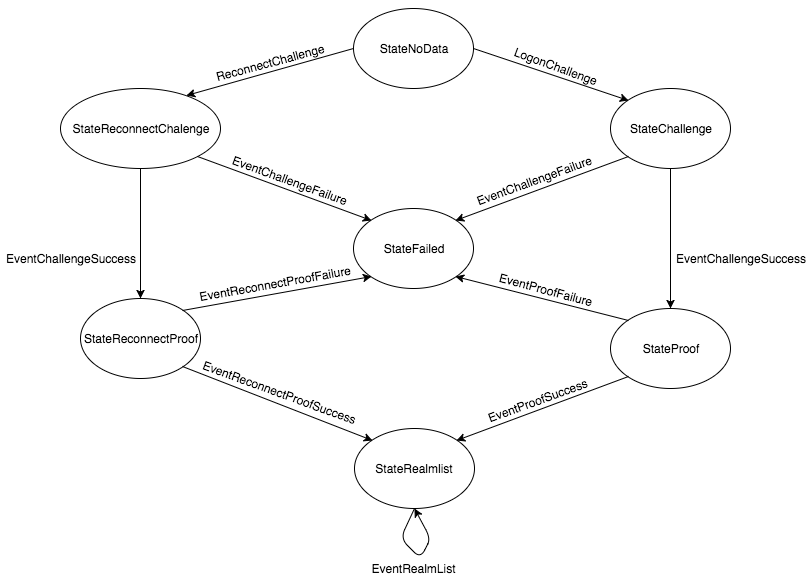 StateNoData
ReconnectChallenge
LogonChallenge
StateReconnectChalenge
StateChallenge
EventChallengeFailure
EventChallengeFailure
StateFailed
EventChallengeSuccess
EventChallengeSuccess
EventReconnectProofFailure
EventProofFailure
StateReconnectProof
StateProof
EventReconnectProofSuccess
EventProofSuccess
StateRealmlist
EventRealmList